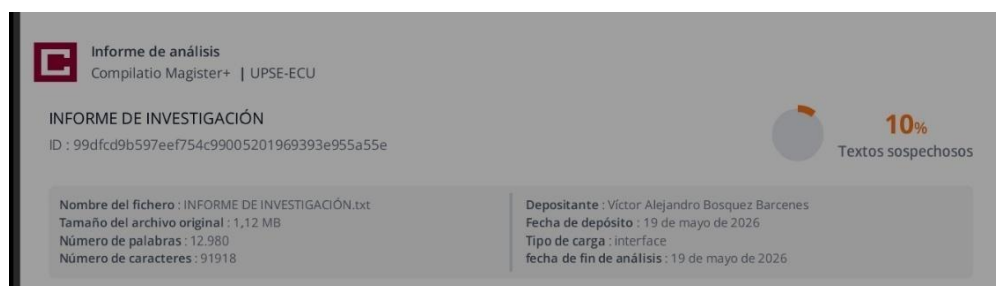 Informe de análisis
Compilatio Magister+ | UPSE-ECU
INFORME DE INVESTIGACIÓN
ID : 99dfcd9b597eef754c99005201969393e955a55e
10%
Textos sospechosos
Nombre del fichero : INFORME DE INVESTIGACIÓN.txt
Tamaño del archivo original : 1,12 MB
Número de palabras : 12.980
Número de caracteres : 91918
Depositante : Víctor Alejandro Bosquez Barcenes
Fecha de depósito : 19 de mayo de 2026
Tipo de carga : interface
fecha de fin de análisis : 19 de mayo de 2026